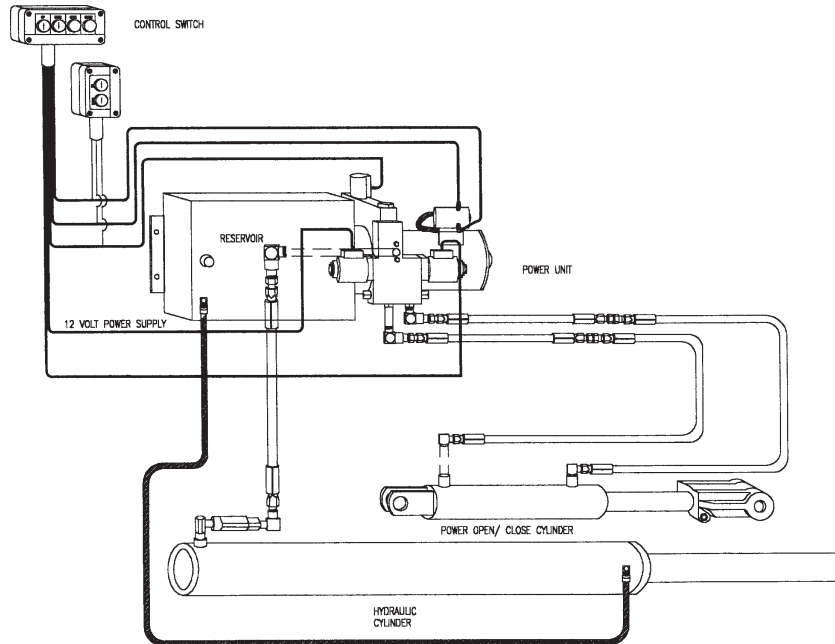 CONTROL SWITCH
RESERVOIR
POWER UNIT
12 VOLT POWER SUPPLY
POWER OPEN/ CLOSE CYLINDER
HYDRAULIC
CYLINDER